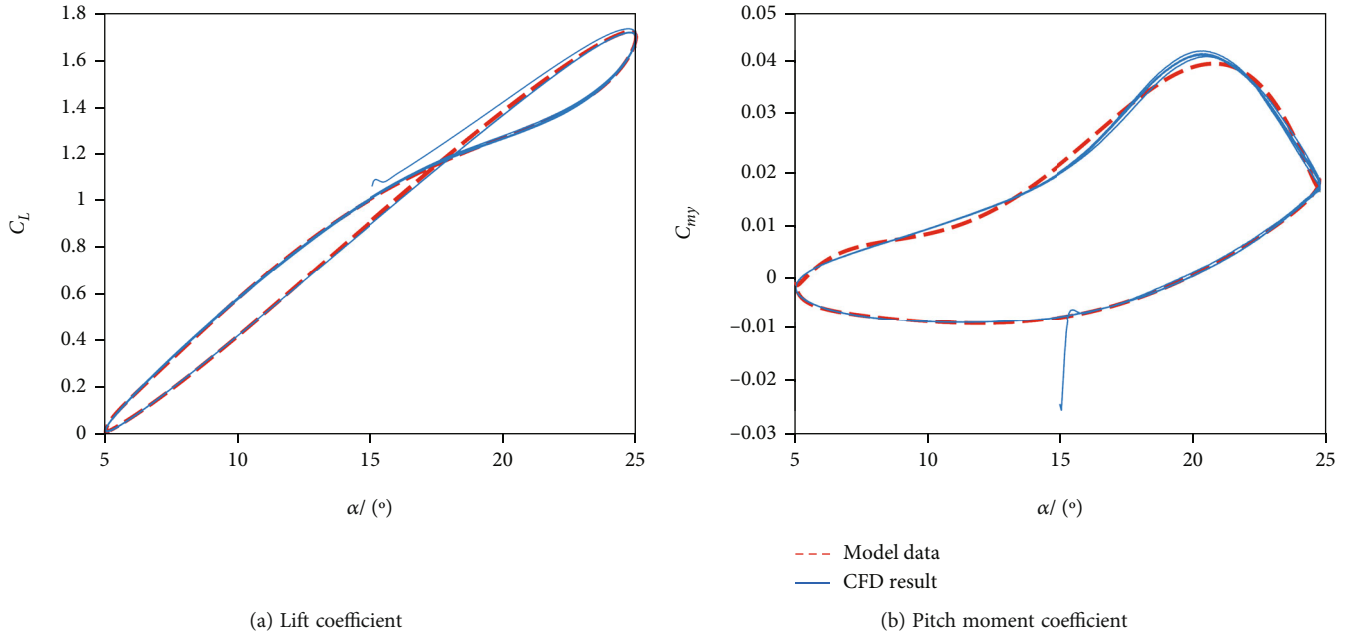 1.8
1.6
1.4
1.2
1
0.8
0.6
0.4
0.2
0
C_L
5 10 15 20 25
α/ (°)
(a) Lift coefficient
0.05
0.04
0.03
0.02
0.01
0
–0.01
–0.02
–0.03
C_my
5 10 15 20 25
α/ (°)
Model data
CFD result
(b) Pitch moment coefficient